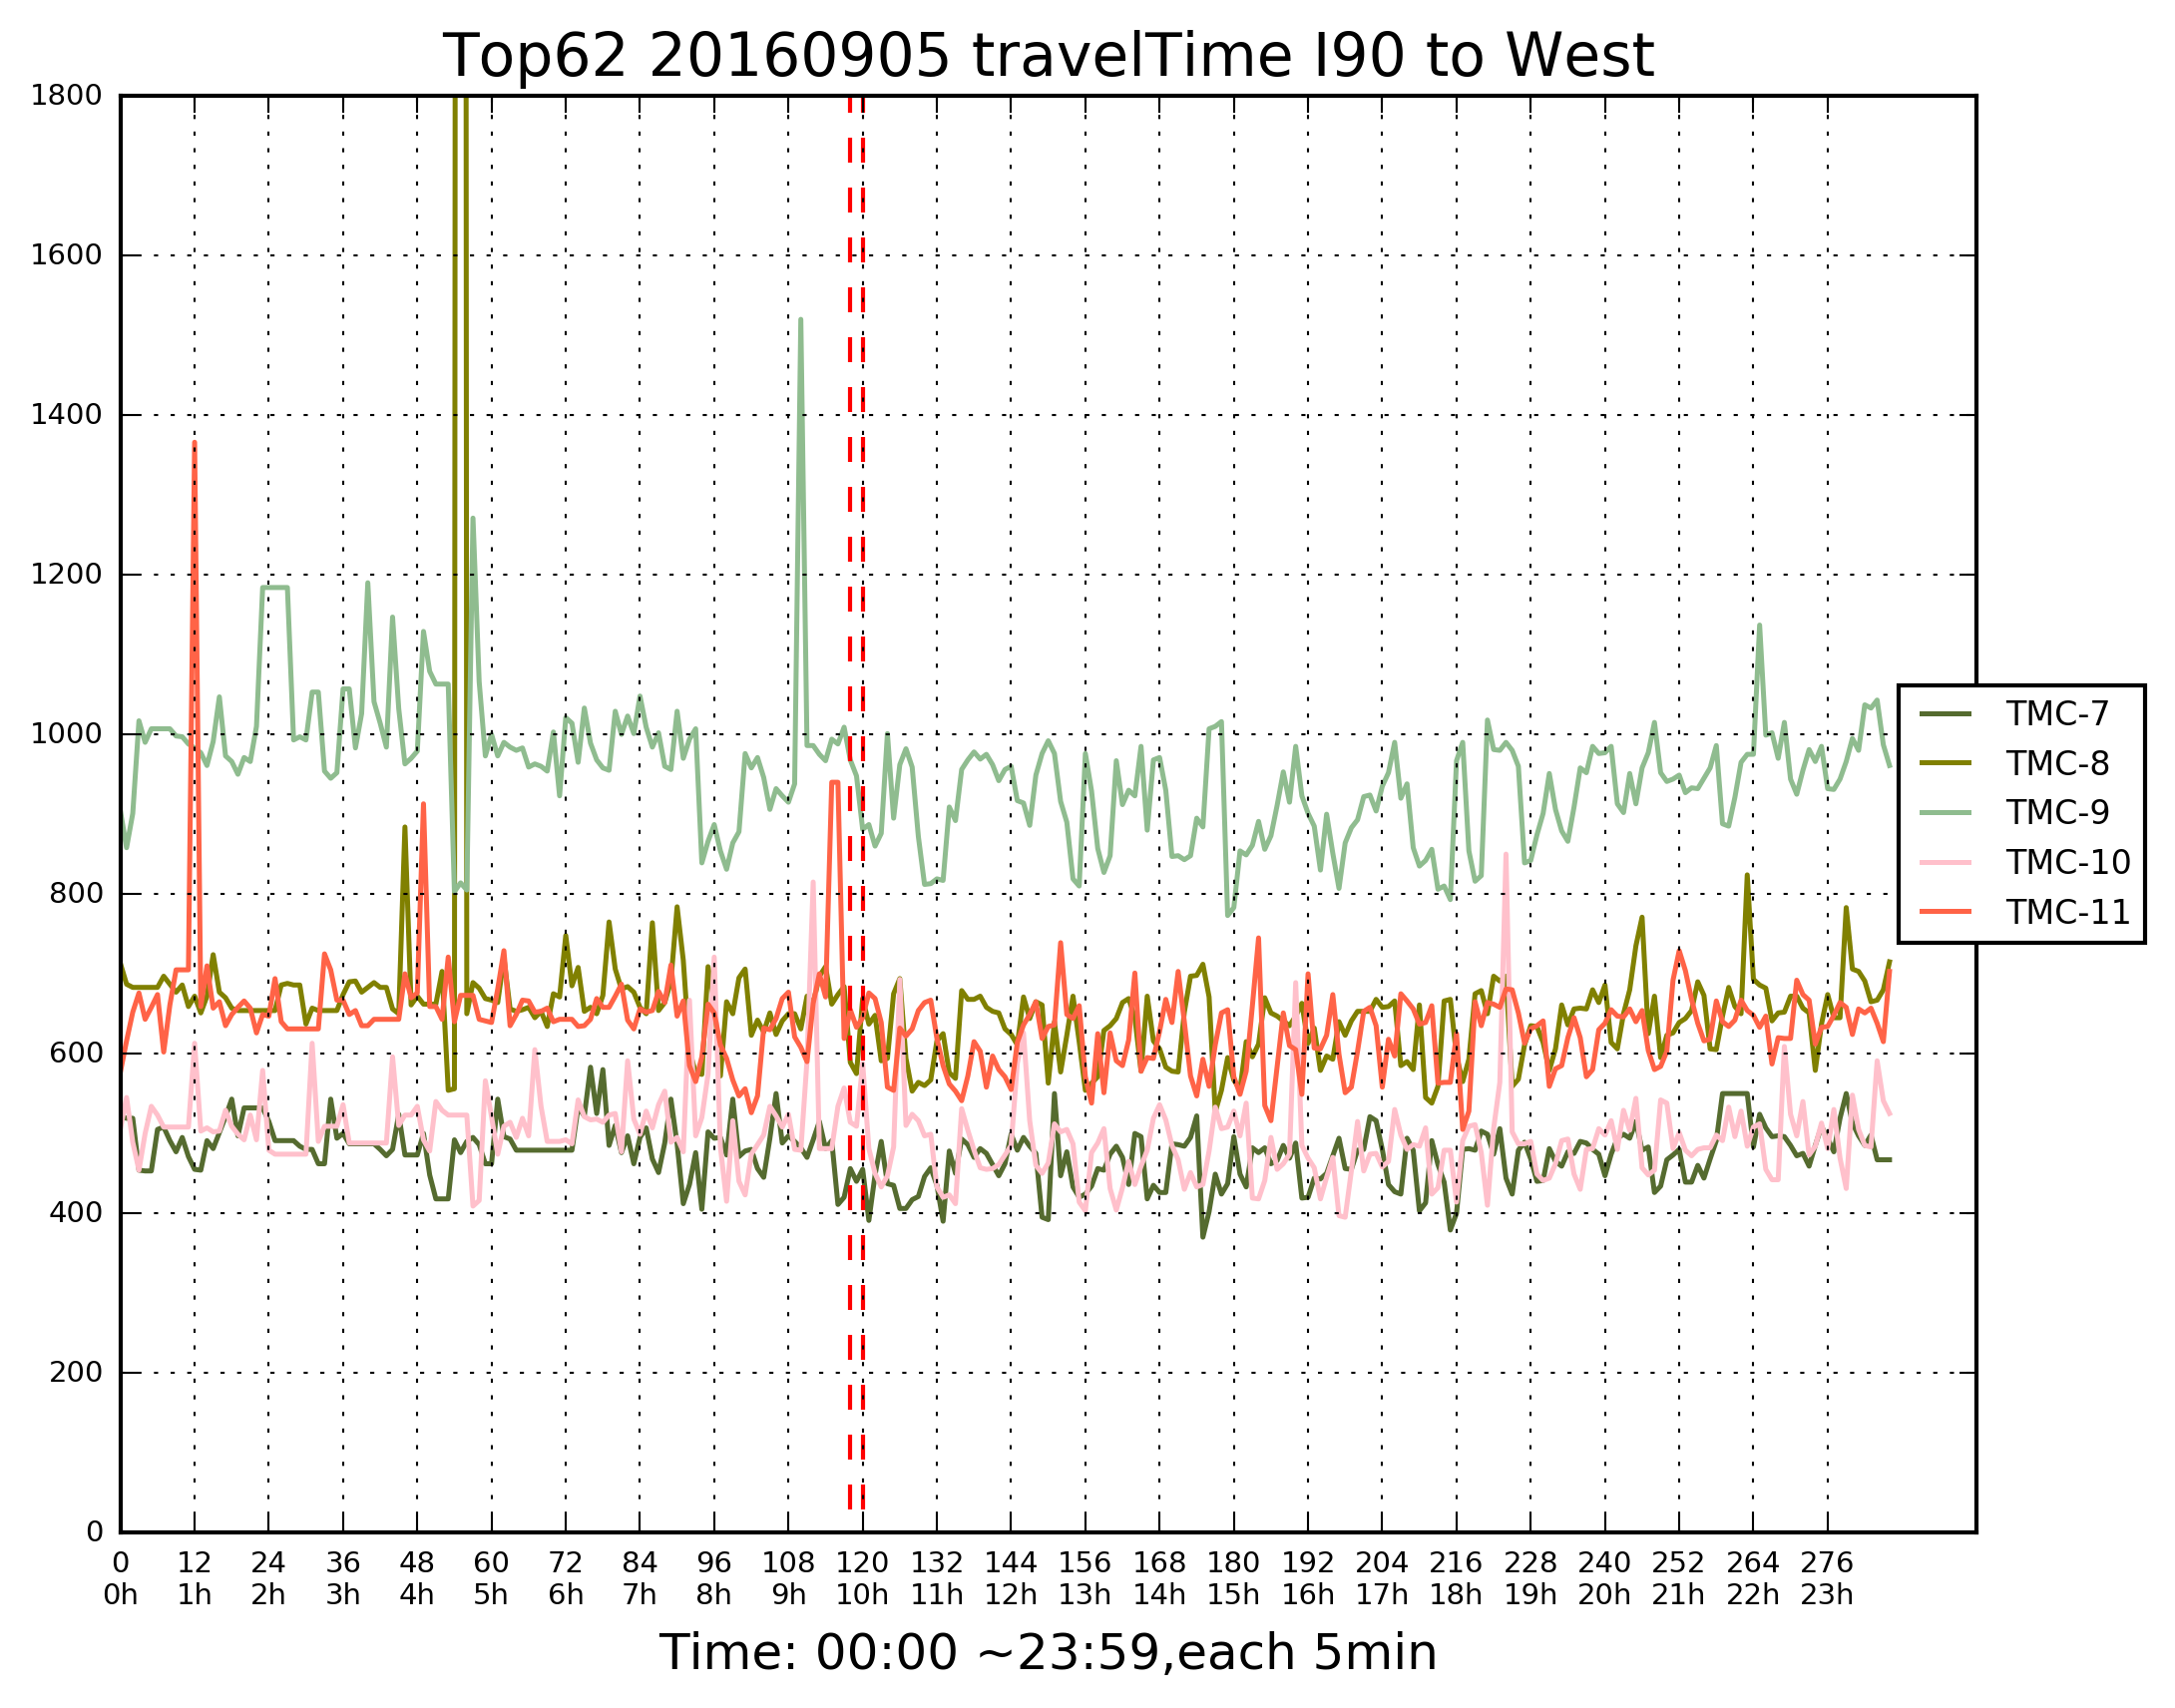 Top62 20160905 travelTime I90 to West
1800
1600
1400
1200
1000
800
600
400
200
0
TMC-7
TMC-8
TMC-9
TMC-10
TMC-11
0 12 24 36 48 60 72 84 96 108 120 132 144 156 168 180 192 204 216 228 240 252 264 276
0h 1h 2h 3h 4h 5h 6h 7h 8h 9h 10h 11h 12h 13h 14h 15h 16h 17h 18h 19h 20h 21h 22h 23h
Time: 00:00 ~23:59,each 5min